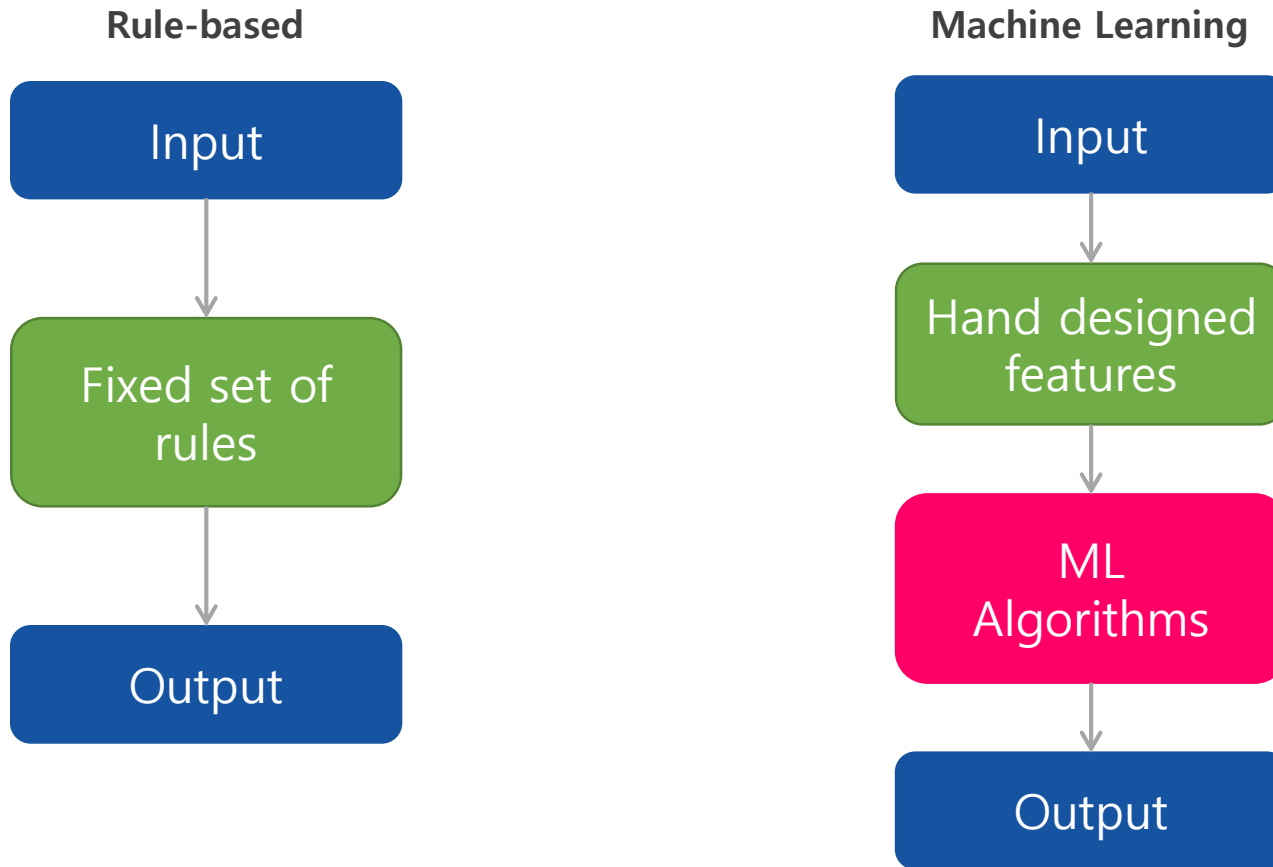 Rule-based
Input
Fixed set of
rules
Output
Machine Learning
Input
Hand designed
features
ML
Algorithms
Output